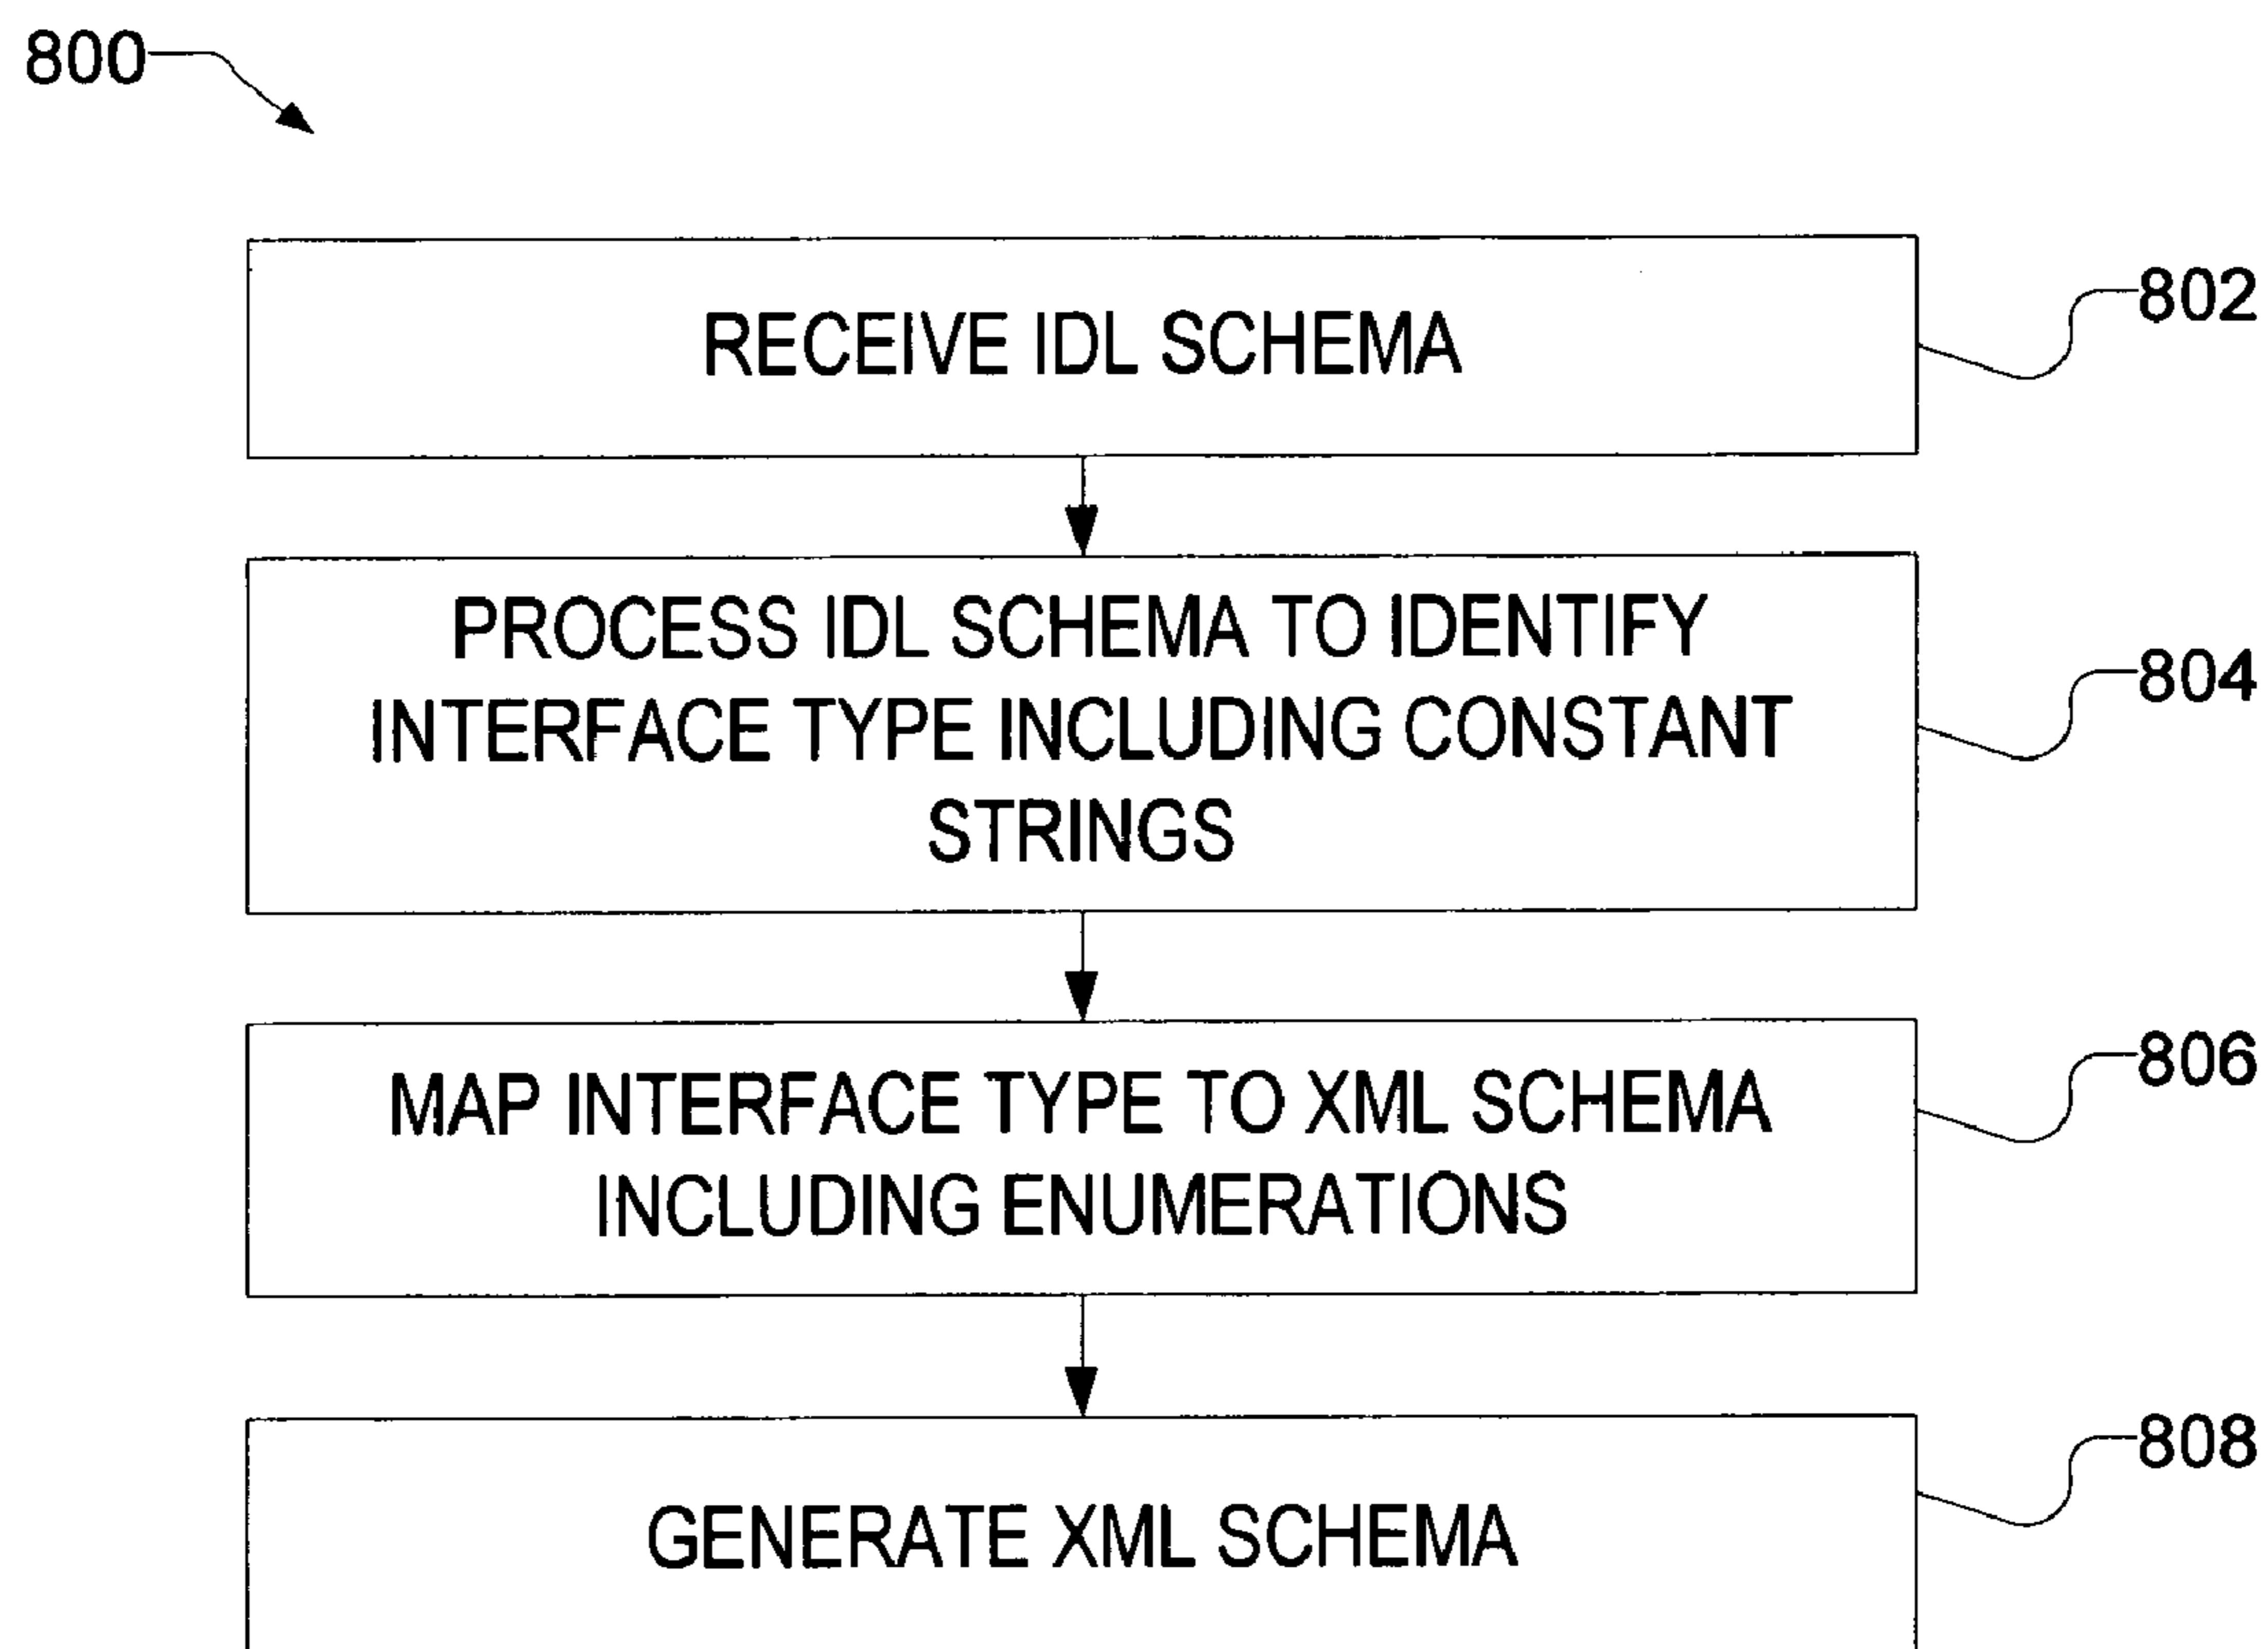 800
RECEIVE IDL SCHEMA
802
PROCESS IDL SCHEMA TO IDENTIFY
INTERFACE TYPE INCLUDING CONSTANT
STRINGS
804
MAP INTERFACE TYPE TO XML SCHEMA
INCLUDING ENUMERATIONS
806
GENERATE XML SCHEMA
808